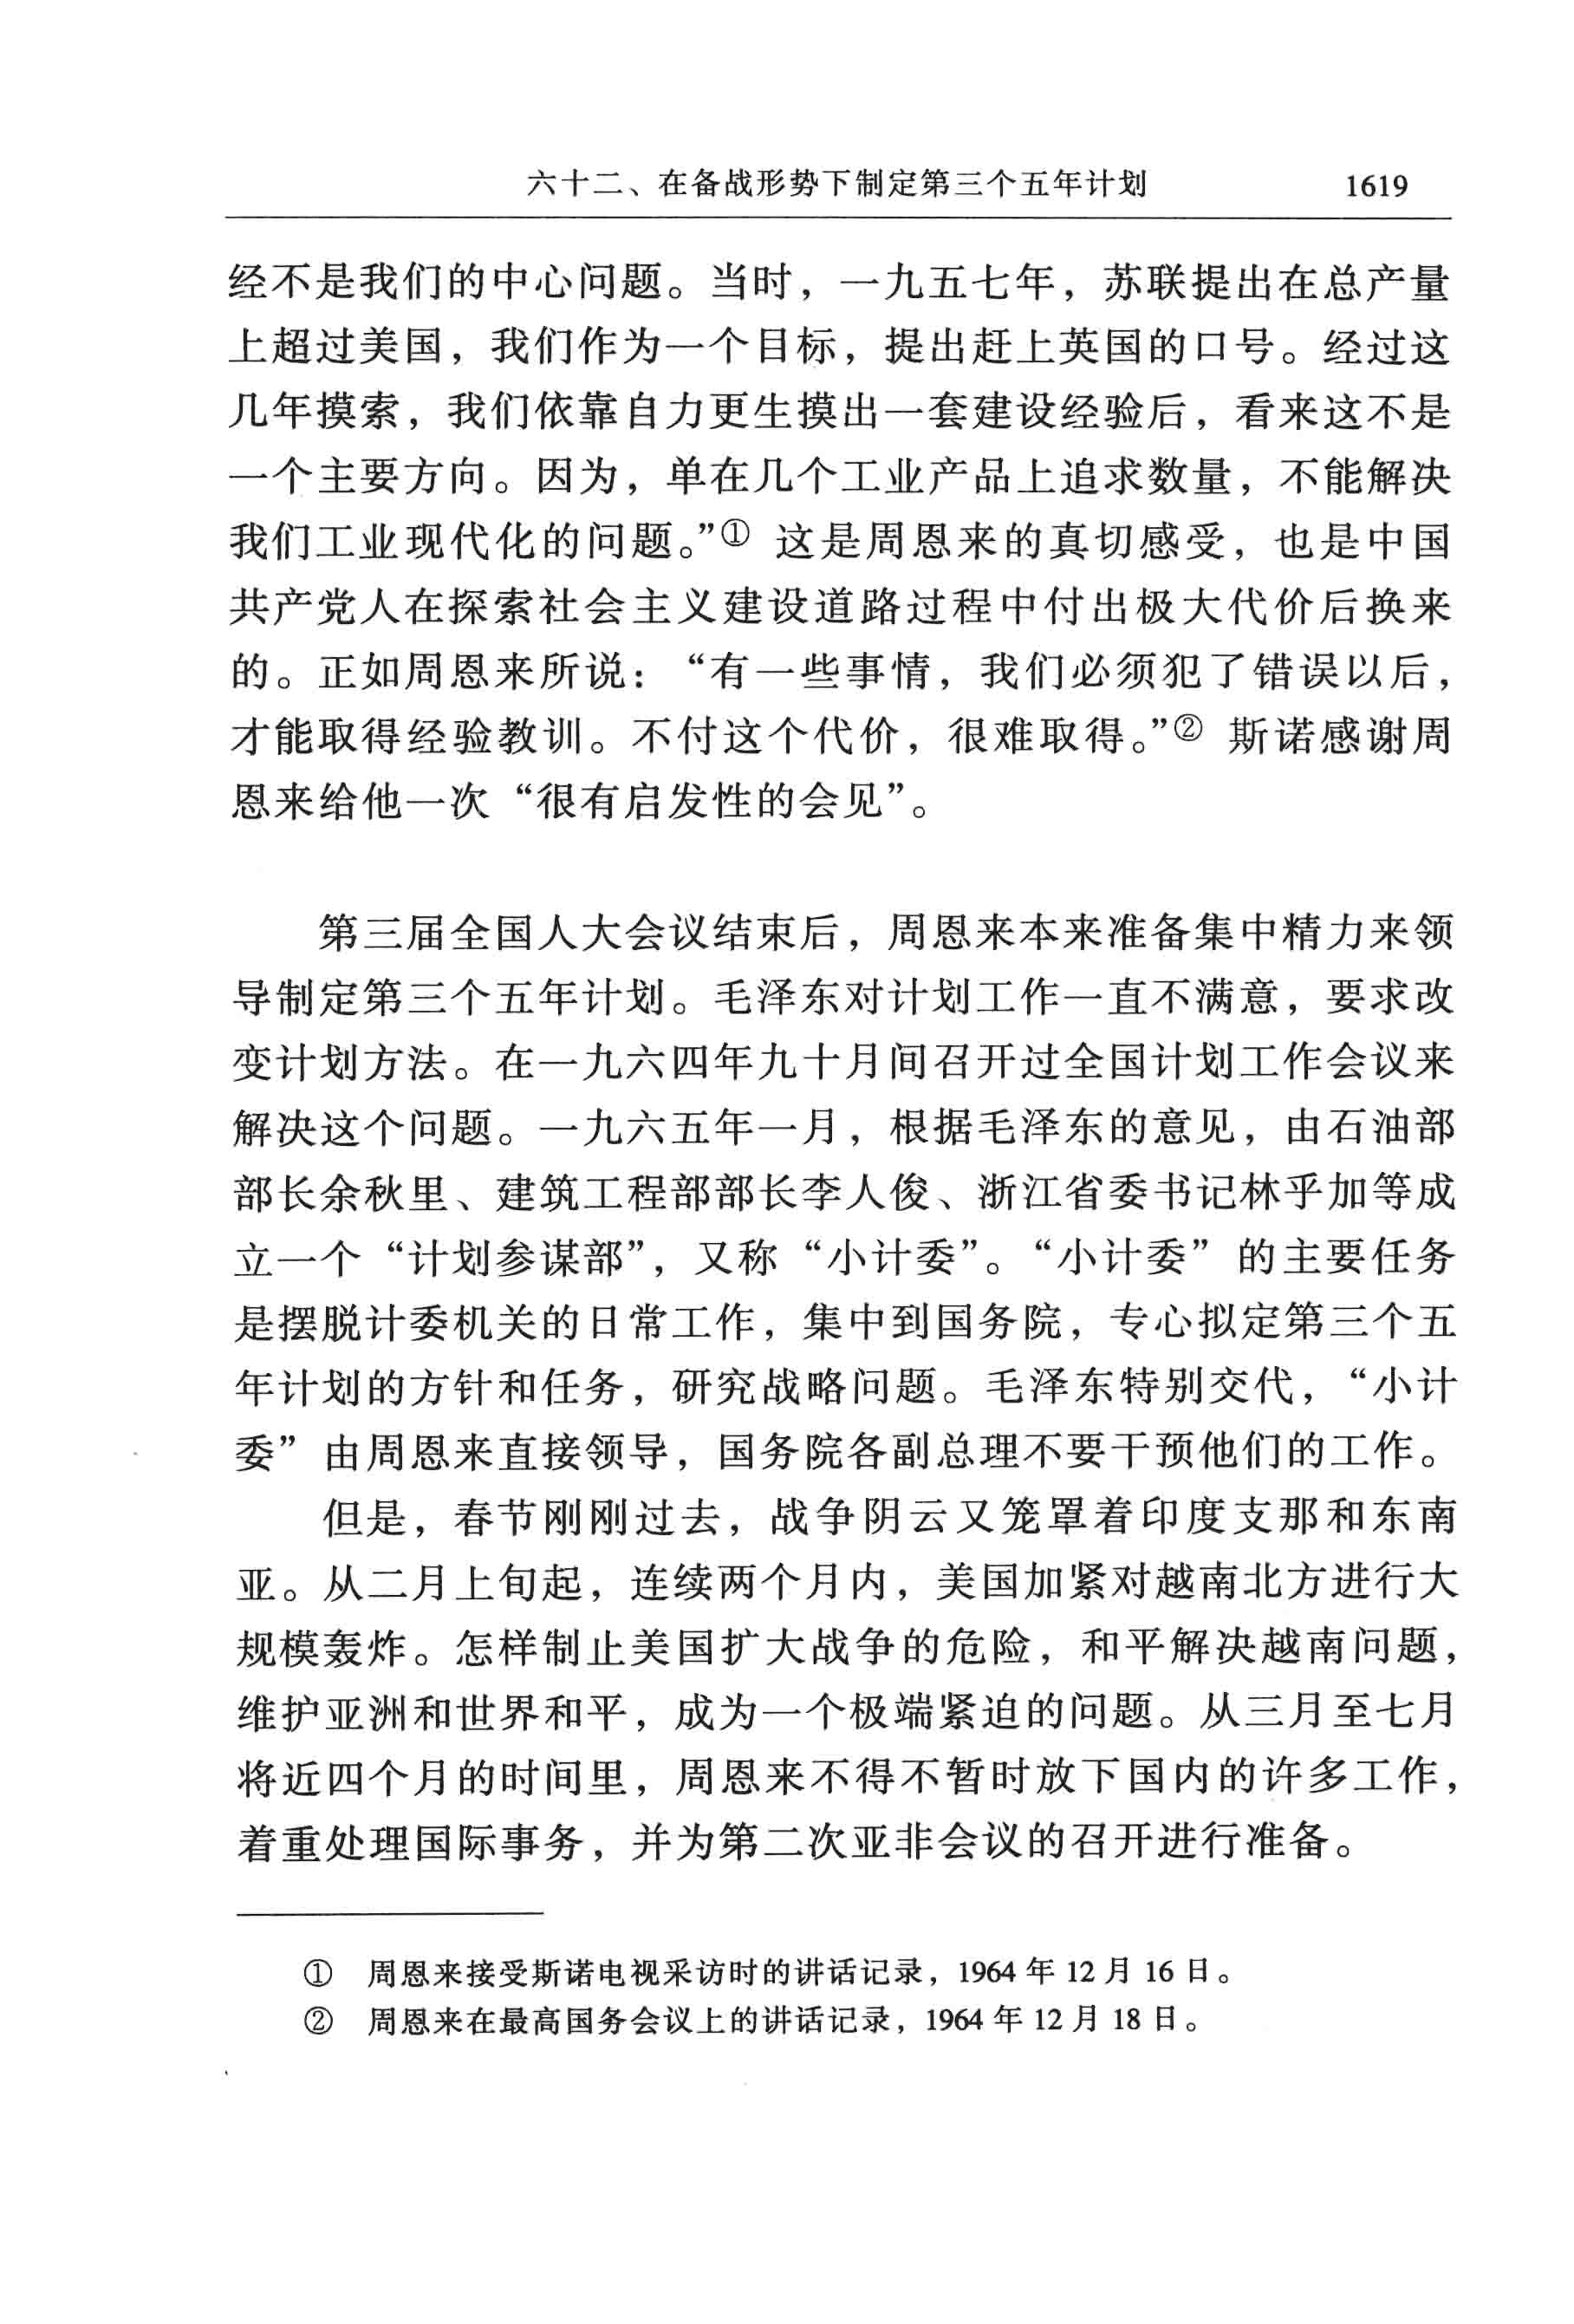 六十二、在备战形势下制定第三个五年计划 1619
经不是我们的中心问题。当时，一九五七年，苏联提出在总产量
上超过美国，我们作为一个目标，提出赶上英国的口号。经过这
几年摸索，我们依靠自力更生摸出一套建设经验后，看来这不是
一个主要方向。因为，单在几个工业产品上追求数量，不能解决
我们工业现代化的问题。”① 这是周恩来的真切感受，也是中国
共产党人在探索社会主义建设道路过程中付出极大代价后换来
的。正如周恩来所说：“有一些事情，我们必须犯了错误以后，
才能取得经验教训。不付这个代价，很难取得。”② 斯诺感谢周
恩来给他一次“很有启发性的会见”。
第三届全国人大会议结束后，周恩来本来准备集中精力来领
导制定第三个五年计划。毛泽东对计划工作一直不满意，要求改
变计划方法。在一九六四年九十月间召开过全国计划工作会议来
解决这个问题。一九六五年一月，根据毛泽东的意见，由石油部
部长余秋里、建筑工程部部长李人俊、浙江省委书记林乎加等成
立一个“计划参谋部”，又称“小计委”。“小计委”的主要任务
是摆脱计委机关的日常工作，集中到国务院，专心拟定第三个五
年计划的方针和任务，研究战略问题。毛泽东特别交代，“小计
委”由周恩来直接领导，国务院各副总理不要干预他们的工作。
但是，春节刚刚过去，战争阴云又笼罩着印度支那和东南
亚。从二月上旬起，连续两个月内，美国加紧对越南北方进行大
规模轰炸。怎样制止美国扩大战争的危险，和平解决越南问题，
维护亚洲和世界和平，成为一个极端紧迫的问题。从三月至七月
将近四个月的时间里，周恩来不得不暂时放下国内的许多工作，
着重处理国际事务，并为第二次亚非会议的召开进行准备。
① 周恩来接受斯诺电视采访时的讲话记录，1964 年 12 月 16 日。
② 周恩来在最高国务会议上的讲话记录，1964 年 12 月 18 日。